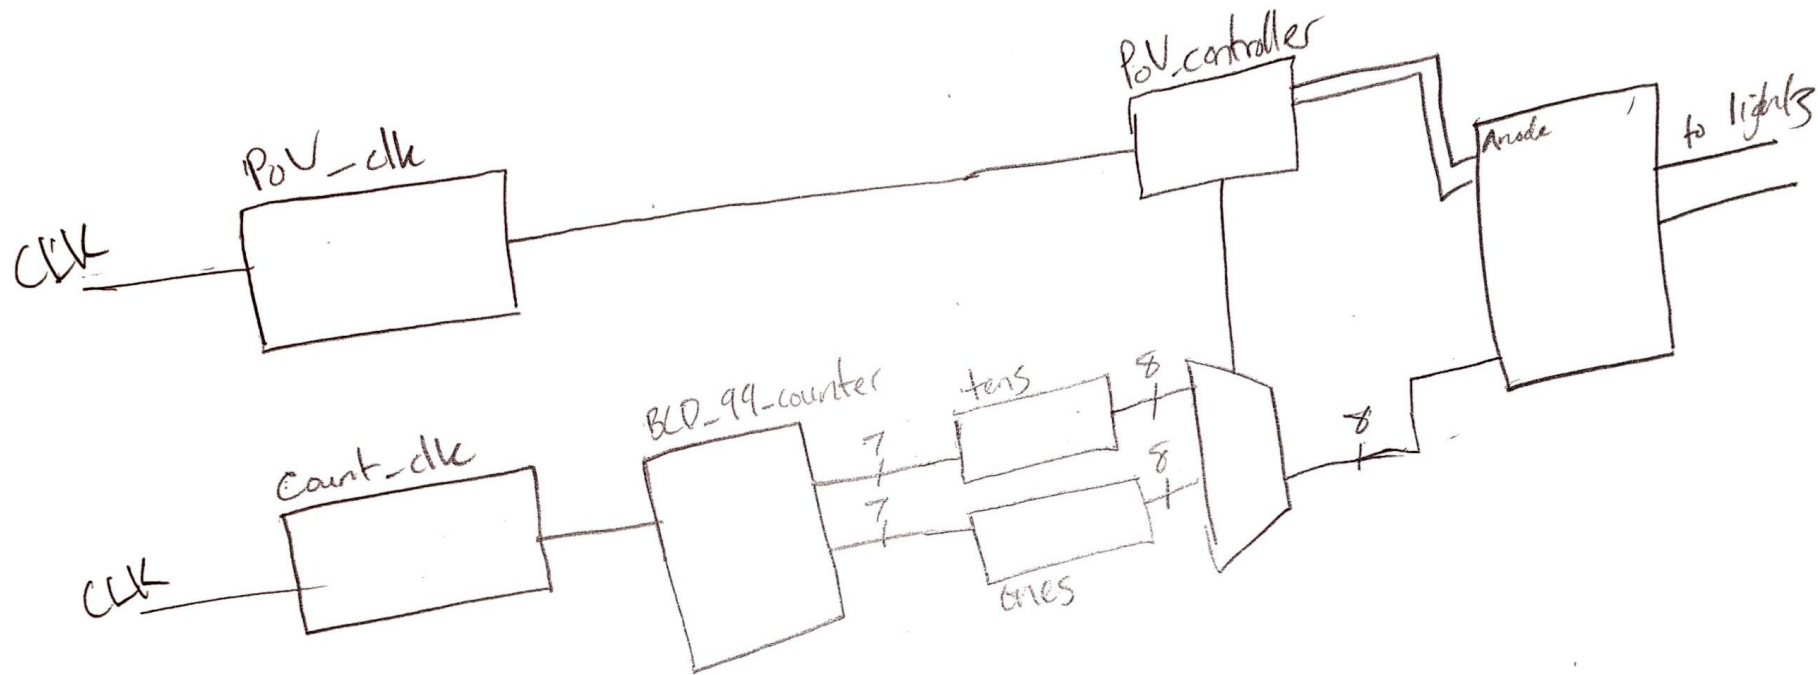 PoV_controller
Anode
to lights
PoV_clk
CLK
tens
8
BCD_99_counter
7
8
8
Count_clk
7
CLK
ones